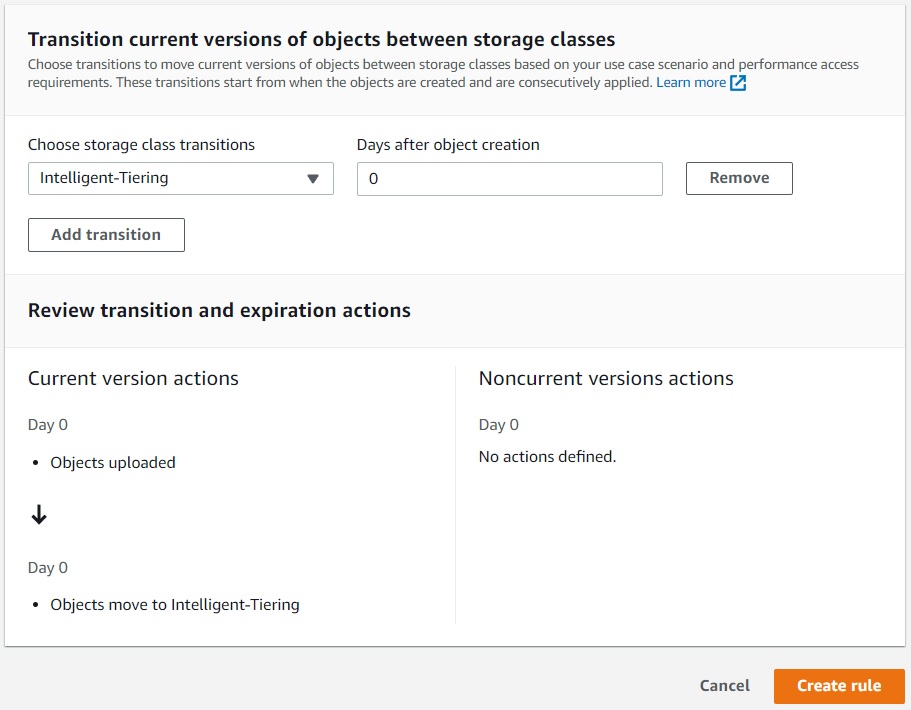 Transition current versions of objects between storage classes
Choose transitions to move current versions of objects between storage classes based on your use case scenario and performance access
requirements. These transitions start from when the objects are created and are consecutively applied. Learn more
Choose storage class transitions
Days after object creation
Intelligent-Tiering
0
Remove
Add transition
Review transition and expiration actions
Current version actions
Day 0
• Objects uploaded
Day 0
• Objects move to Intelligent-Tiering
Noncurrent versions actions
Day 0
No actions defined.
Cancel
Create rule